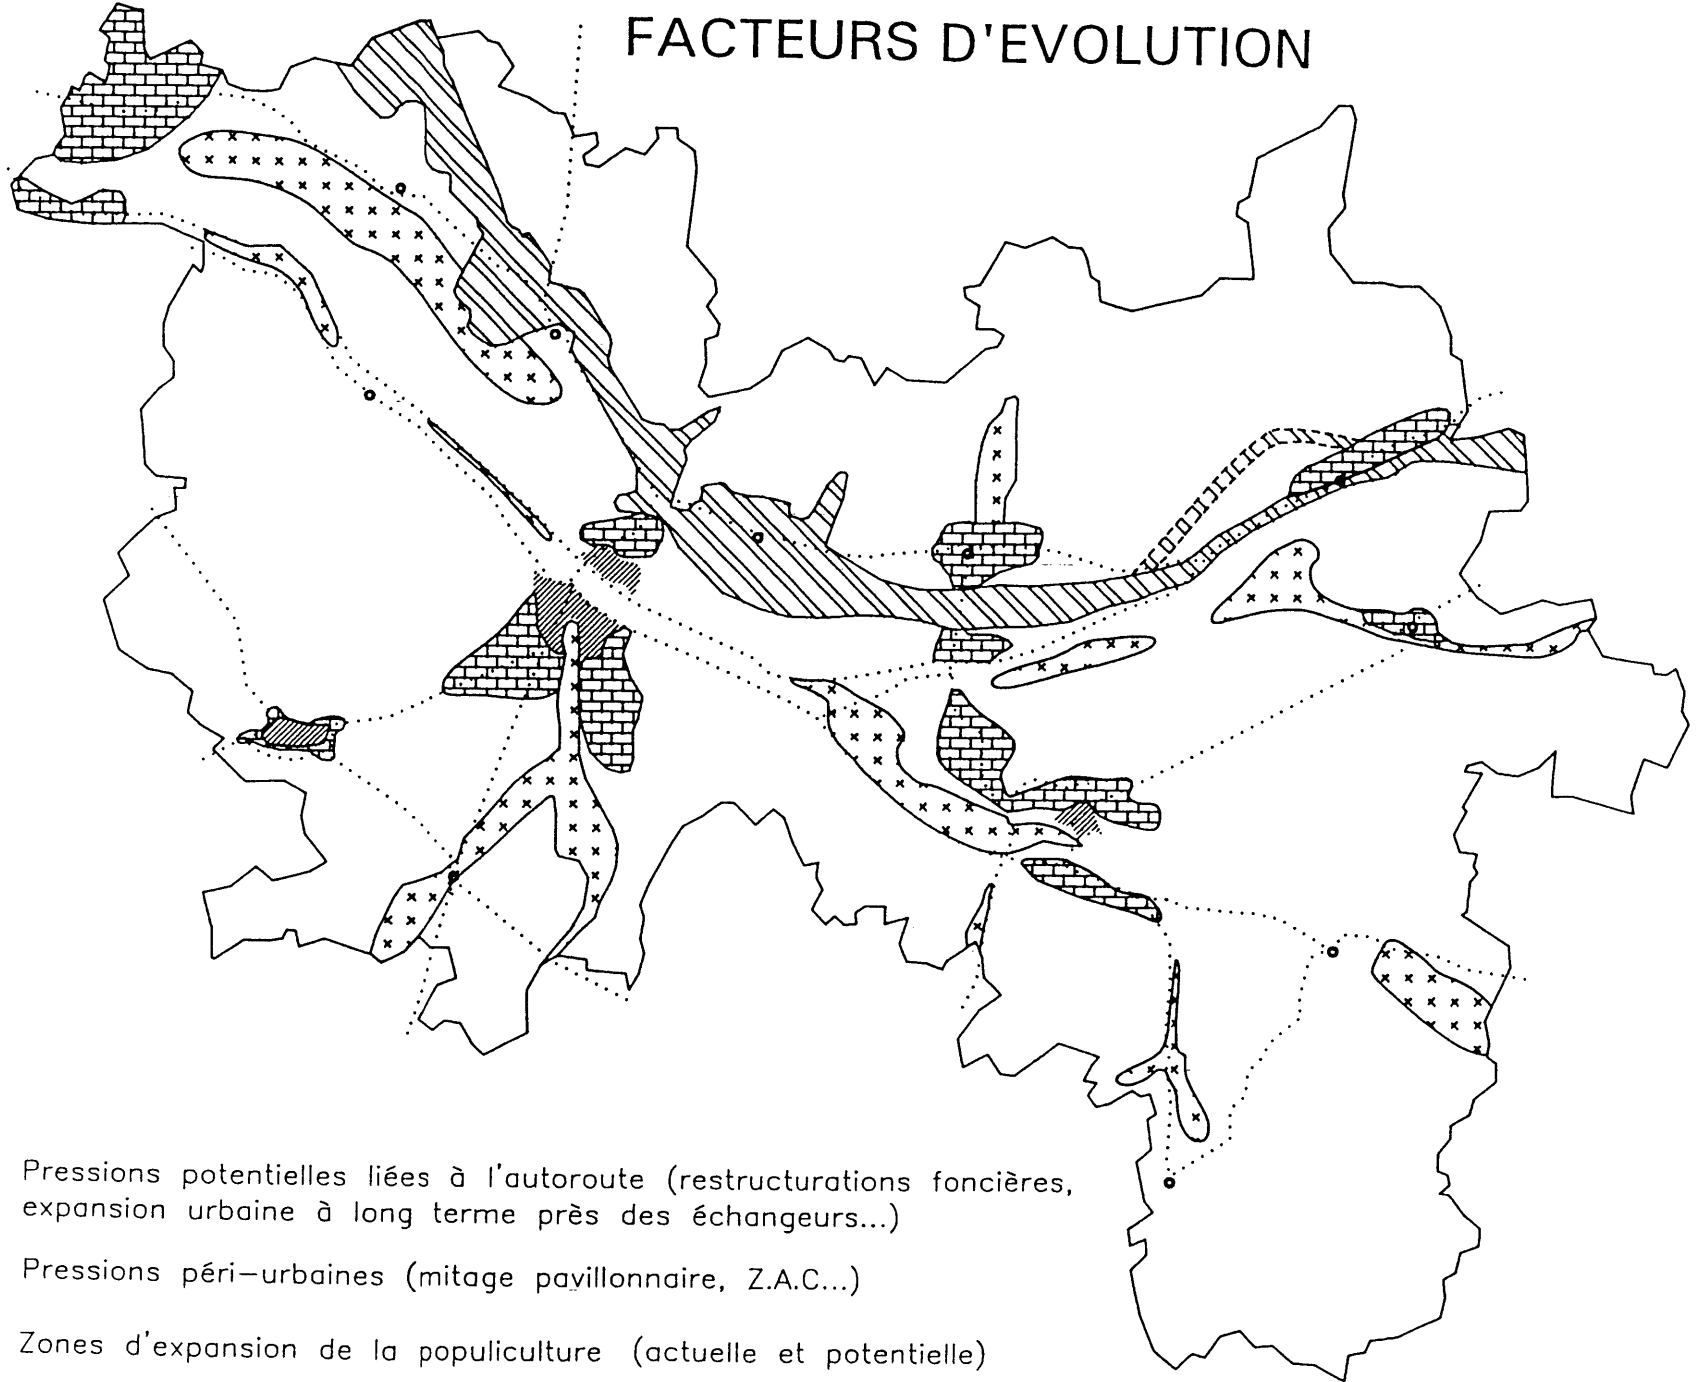 FACTEURS D'EVOLUTION
Pressions potentielles liées à l'autoroute (restructurations foncières,
expansion urbaine à long terme près des échangeurs...)
Pressions péri-urbaines (mitage pavillonnaire, Z.A.C...)
Zones d'expansion de la populiculture (actuelle et potentielle)